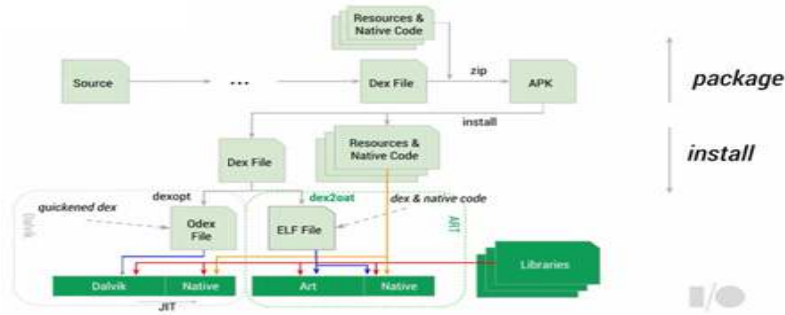 Resources &
Native Code
Source
...
Dex File
zip
APK
package
install
Dex File
Resources &
Native Code
install
dexopt
dex2oat
dex & native code
quickened dex
Odex
File
ELF File
Dalvik
ART
Libraries
Dalvik
Native
Art
Native
JIT
I/O